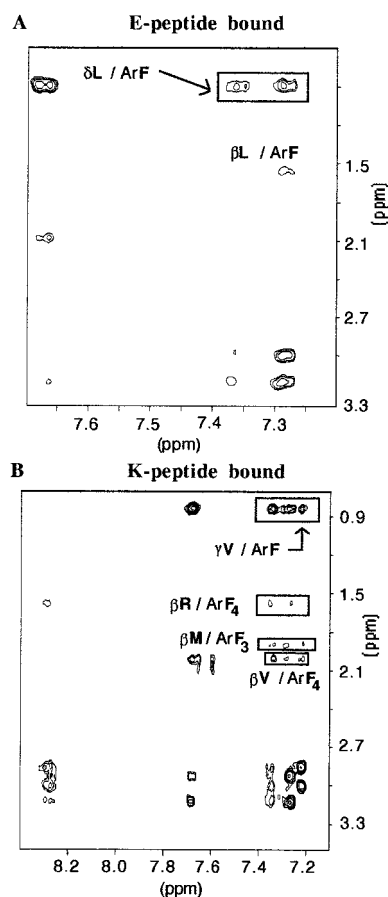 A E-peptide bound
δL / ArF
βL / ArF
1.5
2.1
2.7
3.3
(ppm)
7.6 7.5 7.4 7.3
(ppm)
B K-peptide bound
0.9
γV / ArF
1.5
βR / ArF4
βM / ArF3
βV / ArF4
2.1
2.7
3.3
(ppm)
8.2 8.0 7.8 7.6 7.4 7.2
(ppm)